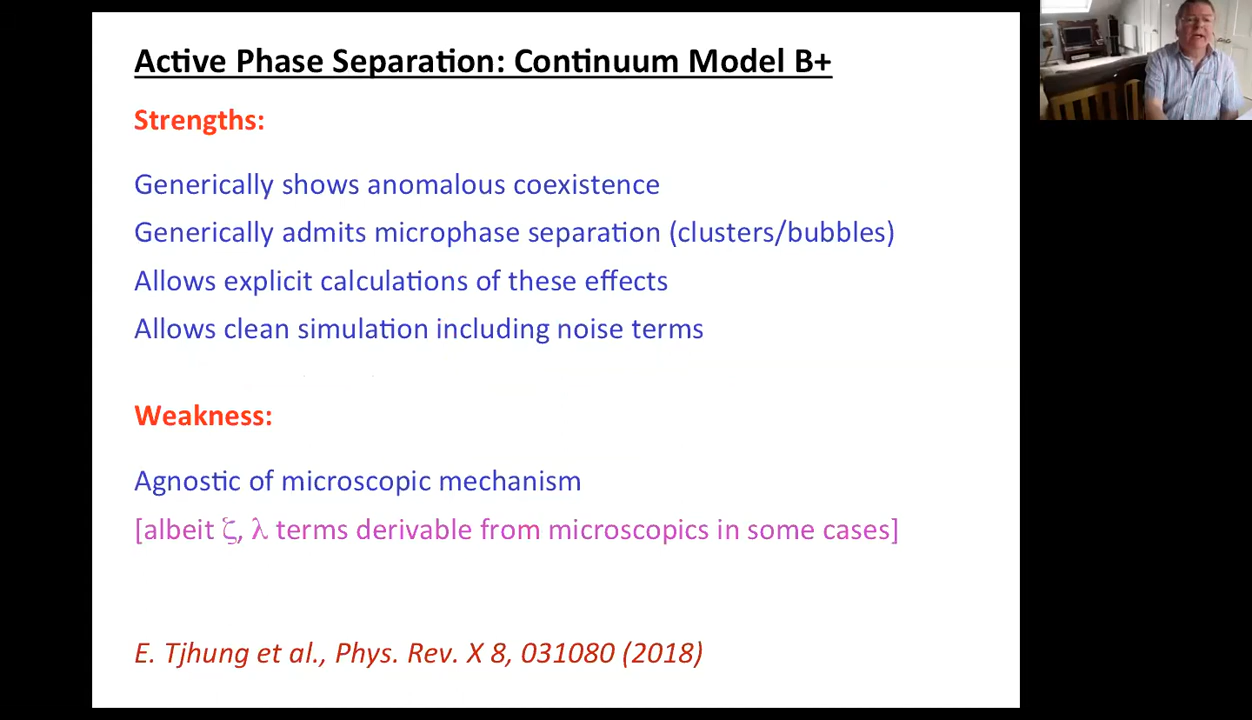 Active Phase Separation: Continuum Model B+
Strengths:
Generically shows anomalous coexistence
Generically admits microphase separation (clusters/bubbles)
Allows explicit calculations of these effects
Allows clean simulation including noise terms
Weakness:
Agnostic of microscopic mechanism
[albeit ζ, λ terms derivable from microscopics in some cases]
E. Tjhung et al., Phys. Rev. X 8, 031080 (2018)